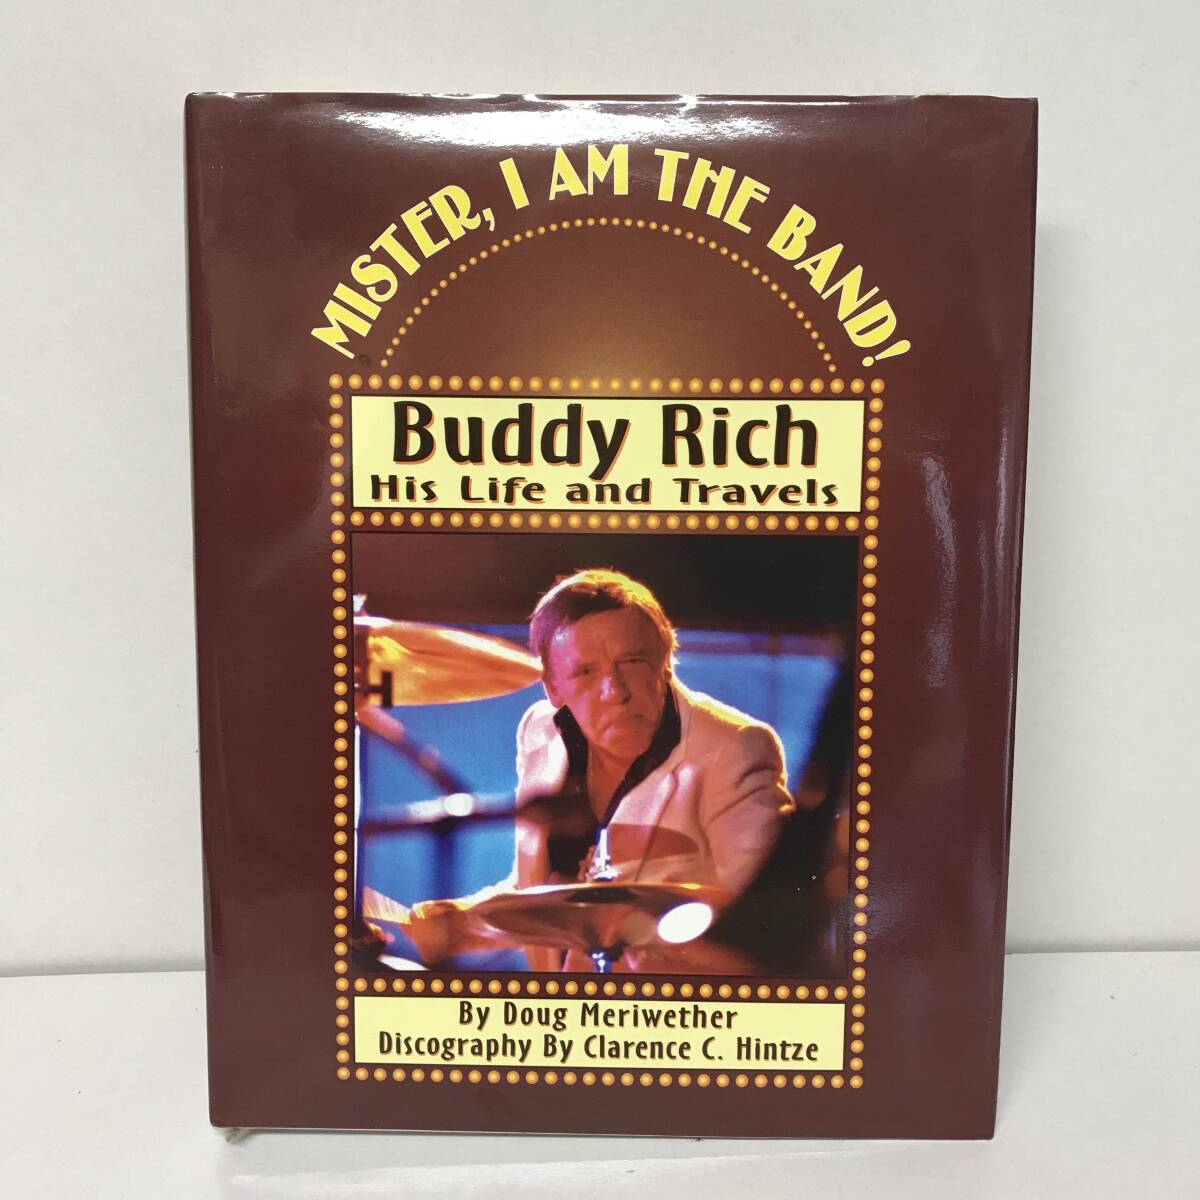 MISTER, I AM THE BAND!
Buddy Rich
His Life and Travels
By Doug Meriwether
Discography By Clarence C. Hintze